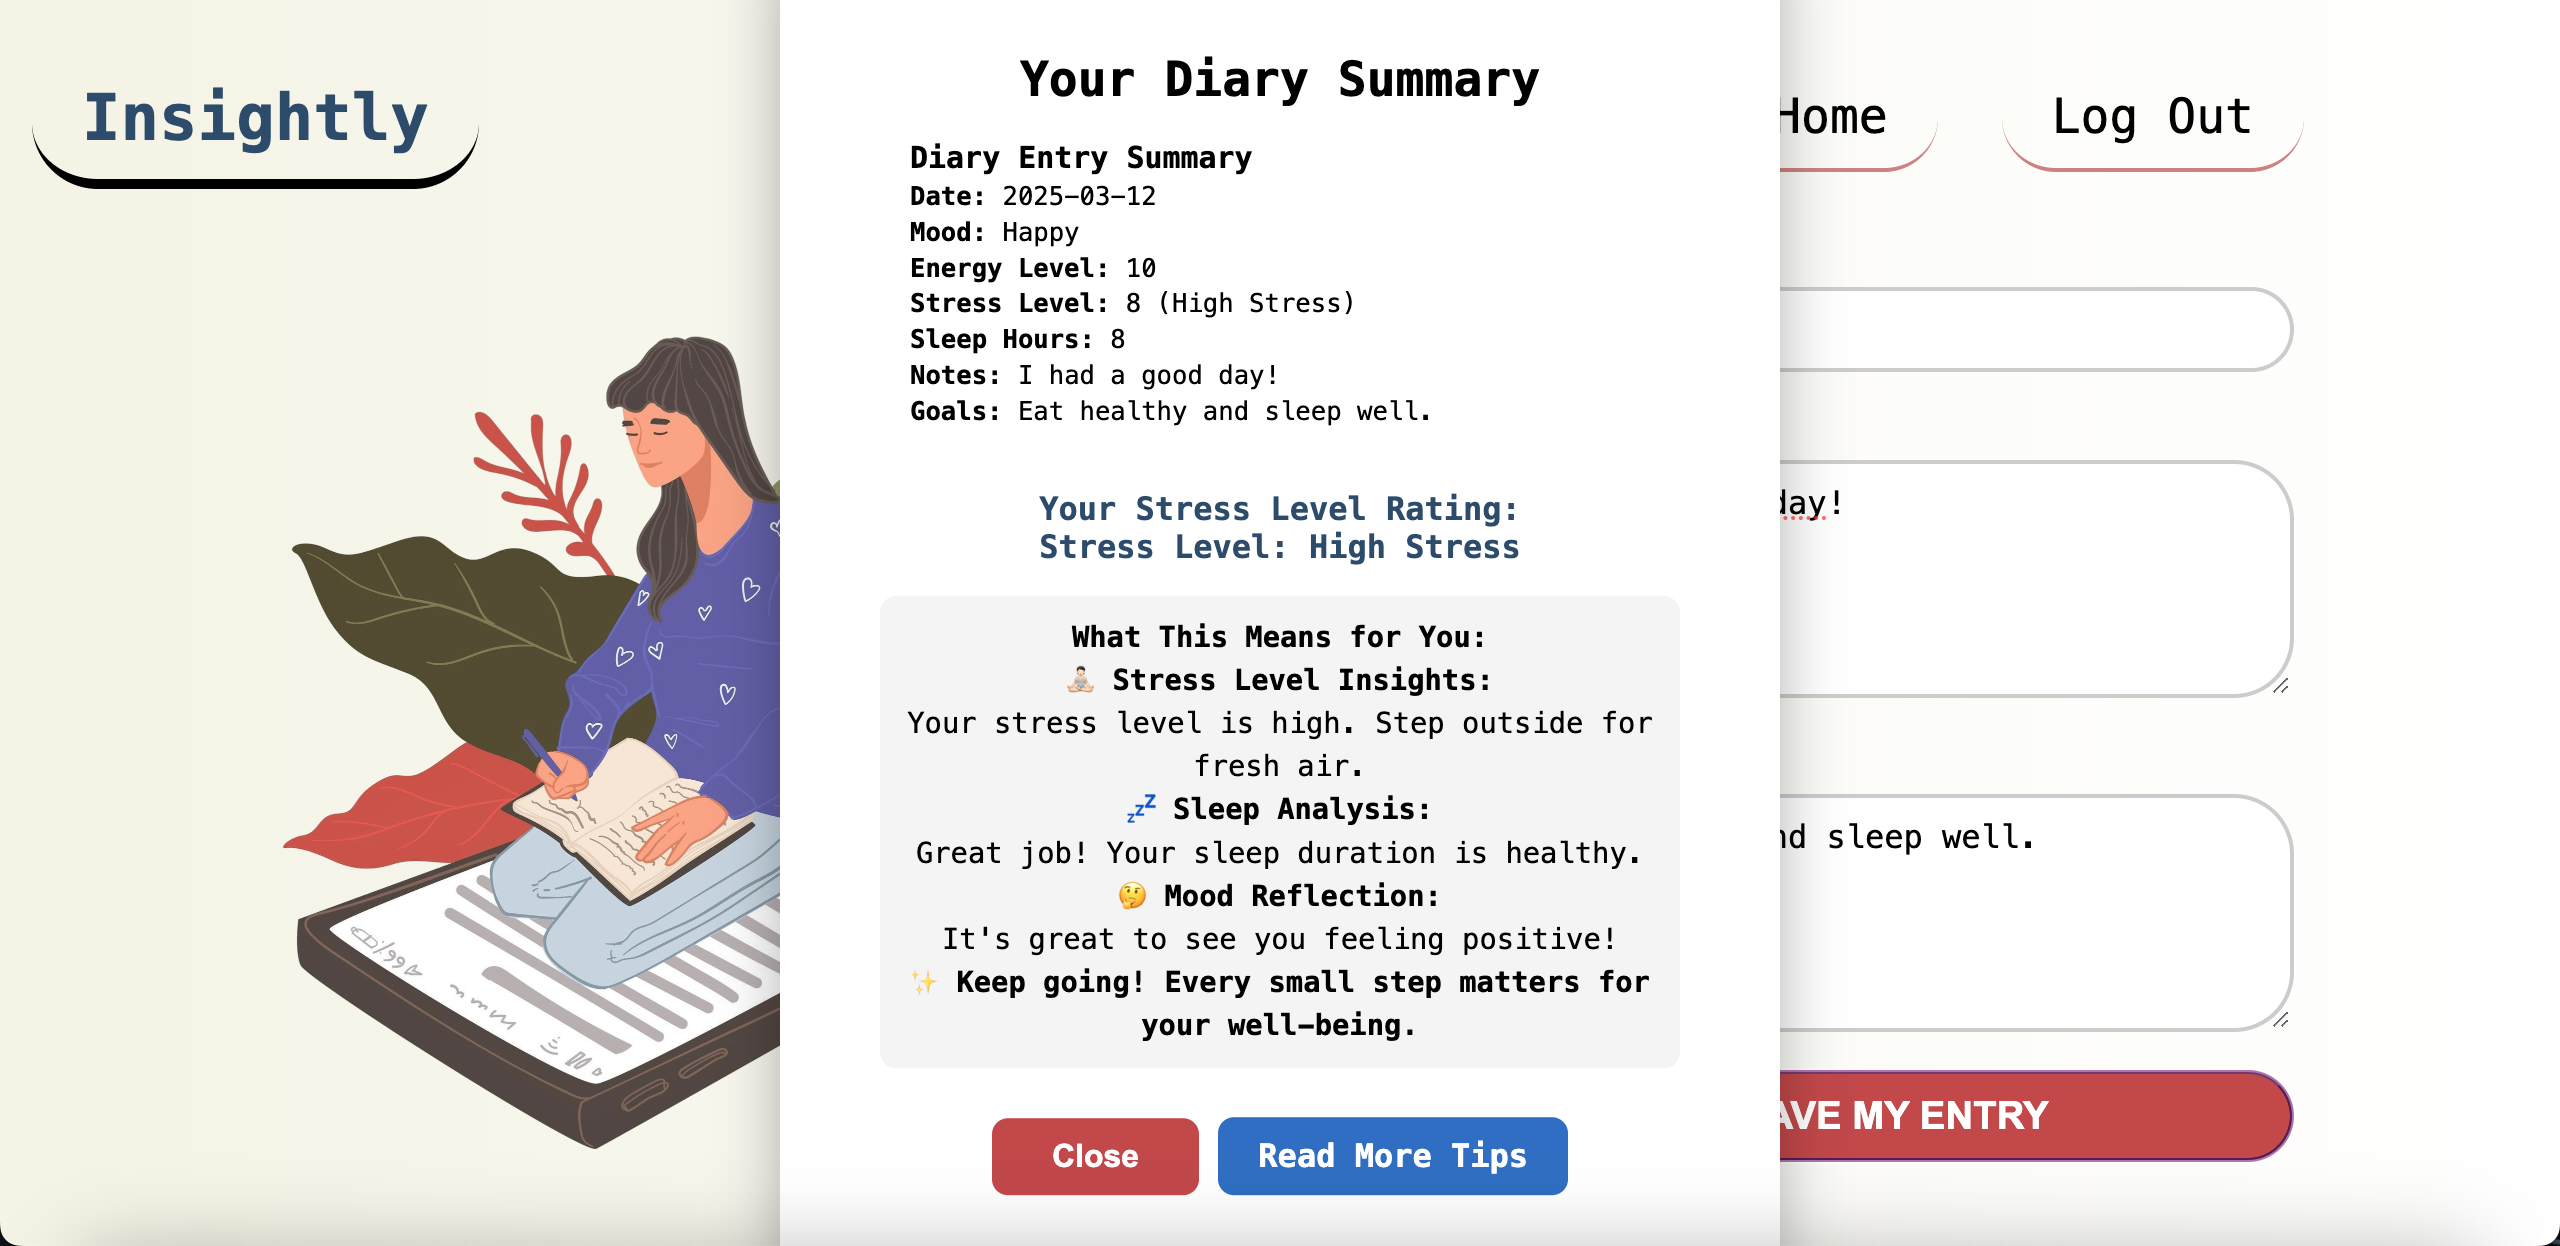 Insightly
Home
Log Out
Your Diary Summary
Diary Entry Summary
Date: 2025-03-12
Mood: Happy
Energy Level: 10
Stress Level: 8 (High Stress)
Sleep Hours: 8
Notes: I had a good day!
Goals: Eat healthy and sleep well.
Your Stress Level Rating:
Stress Level: High Stress
What This Means for You:
🧘🏻 Stress Level Insights:
Your stress level is high. Step outside for
fresh air.
💤 Sleep Analysis:
Great job! Your sleep duration is healthy.
🤔 Mood Reflection:
It's great to see you feeling positive!
✨ Keep going! Every small step matters for
your well-being.
Close
Read More Tips
day!
nd sleep well.
AVE MY ENTRY